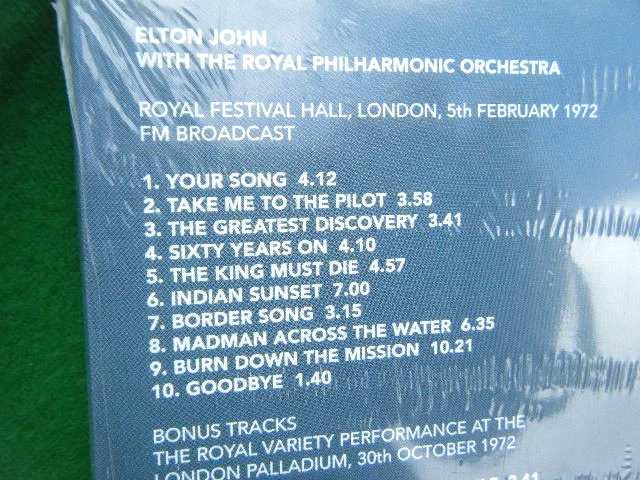 ELTON JOHN
WITH THE ROYAL PHILHARMONIC ORCHESTRA
ROYAL FESTIVAL HALL, LONDON, 5th FEBRUARY 1972
FM BROADCAST
1. YOUR SONG 4.12
2. TAKE ME TO THE PILOT 3.58
3. THE GREATEST DISCOVERY 3.41
4. SIXTY YEARS ON 4.10
5. THE KING MUST DIE 4.57
6. INDIAN SUNSET 7.00
7. BORDER SONG 3.15
8. MADMAN ACROSS THE WATER 6.35
9. BURN DOWN THE MISSION 10.21
10. GOODBYE 1.40
BONUS TRACKS
THE ROYAL VARIETY PERFORMANCE AT THE
LONDON PALLADIUM, 30th OCTOBER 1972
3.41